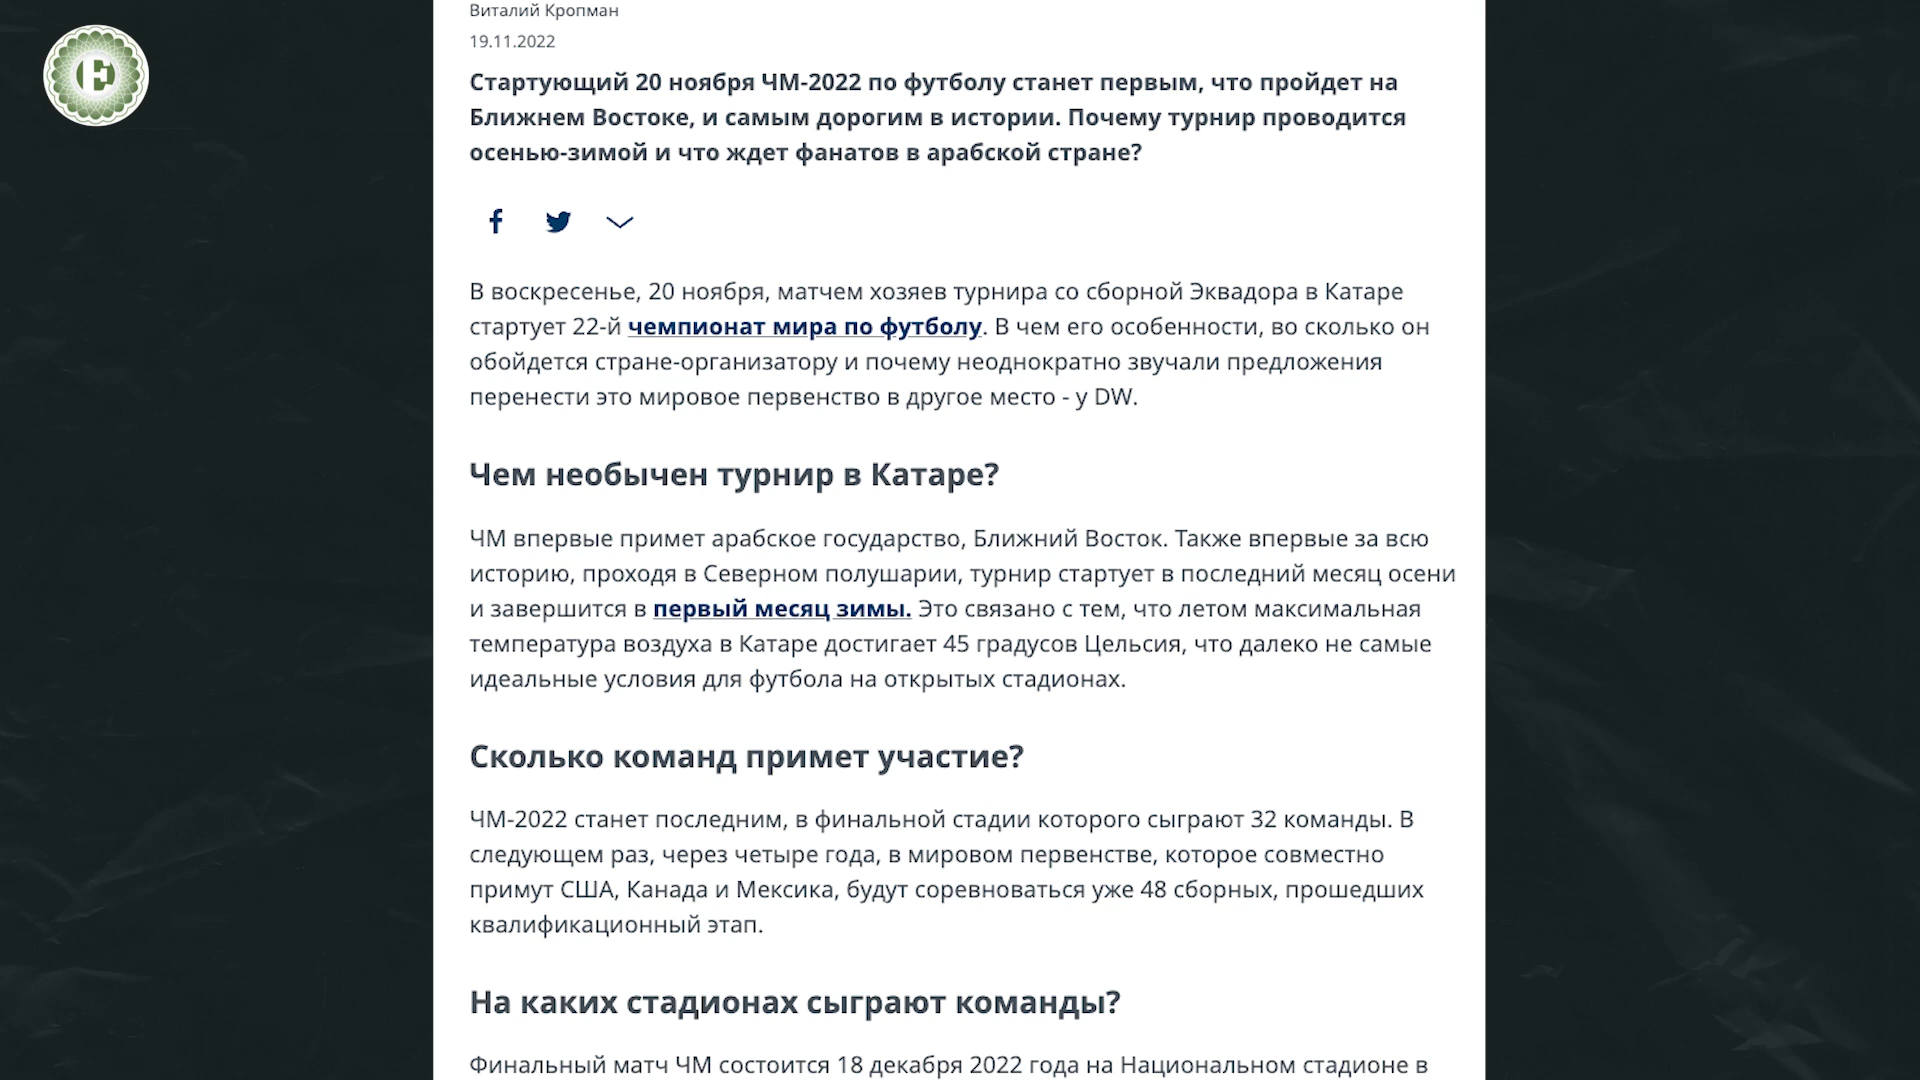 Виталий Кропман
19.11.2022
Стартующий 20 ноября ЧМ-2022 по футболу станет первым, что пройдет на
Ближнем Востоке, и самым дорогим в истории. Почему турнир проводится
осенью-зимой и что ждет фанатов в арабской стране?
В воскресенье, 20 ноября, матчем хозяев турнира со сборной Эквадора в Катаре
стартует 22-й чемпионат мира по футболу. В чем его особенности, во сколько он
обойдется стране-организатору и почему неоднократно звучали предложения
перенести это мировое первенство в другое место - у DW.
Чем необычен турнир в Катаре?
ЧМ впервые примет арабское государство, Ближний Восток. Также впервые за всю
историю, проходя в Северном полушарии, турнир стартует в последний месяц осени
и завершится в первый месяц зимы. Это связано с тем, что летом максимальная
температура воздуха в Катаре достигает 45 градусов Цельсия, что далеко не самые
идеальные условия для футбола на открытых стадионах.
Сколько команд примет участие?
ЧМ-2022 станет последним, в финальной стадии которого сыграют 32 команды. В
следующем раз, через четыре года, в мировом первенстве, которое совместно
примут США, Канада и Мексика, будут соревноваться уже 48 сборных, прошедших
квалификационный этап.
На каких стадионах сыграют команды?
Финальный матч ЧМ состоится 18 декабря 2022 года на Национальном стадионе в